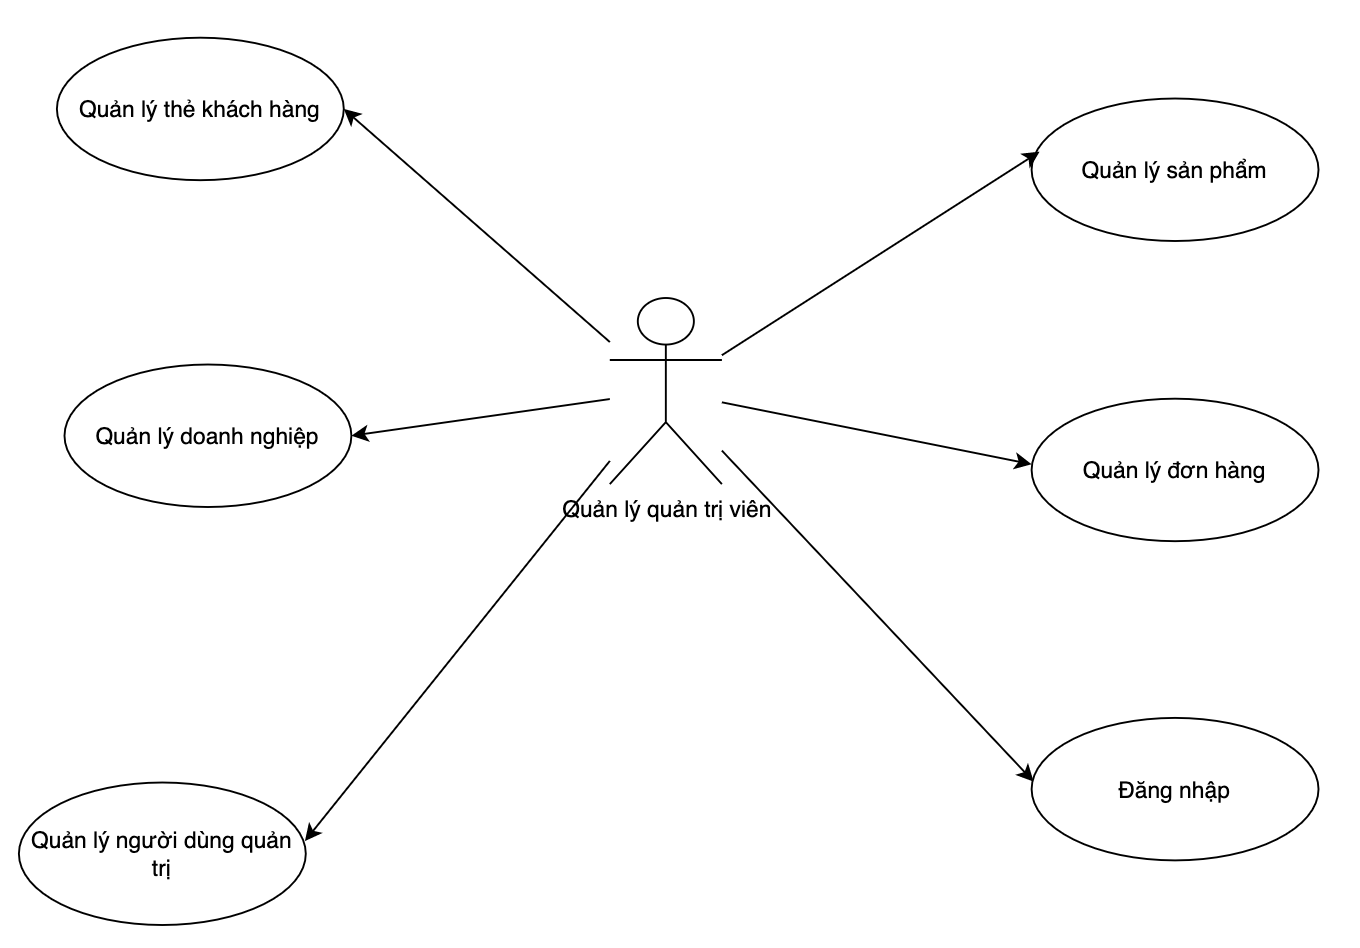 Quản lý thẻ khách hàng
Quản lý sản phẩm
Quản lý doanh nghiệp
Quản lý đơn hàng
Quản lý quản trị viên
Đăng nhập
Quản lý người dùng quản
trị